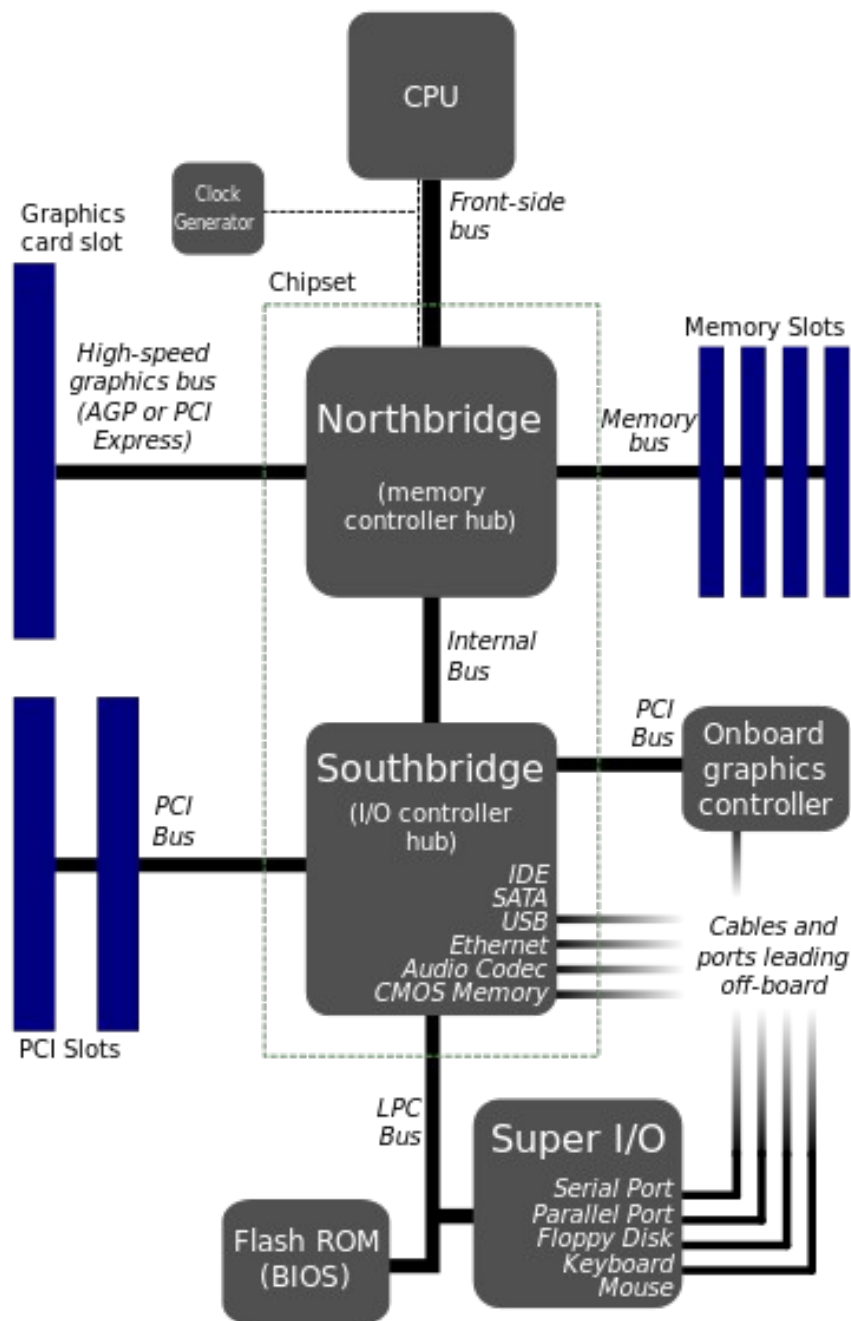 CPU
Clock
Generator
Front-side
bus
Graphics
card slot
Chipset
High-speed
graphics bus
(AGP or PCI
Express)
Northbridge
(memory
controller hub)
Memory
bus
Memory Slots
Internal
Bus
Southbridge
(I/O controller
hub)
IDE
SATA
USB
Ethernet
Audio Codec
CMOS Memory
PCI
Bus
Onboard
graphics
controller
PCI
Bus
PCI Slots
Cables and
ports leading
off-board
LPC
Bus
Super I/O
Serial Port
Parallel Port
Floppy Disk
Keyboard
Mouse
Flash ROM
(BIOS)